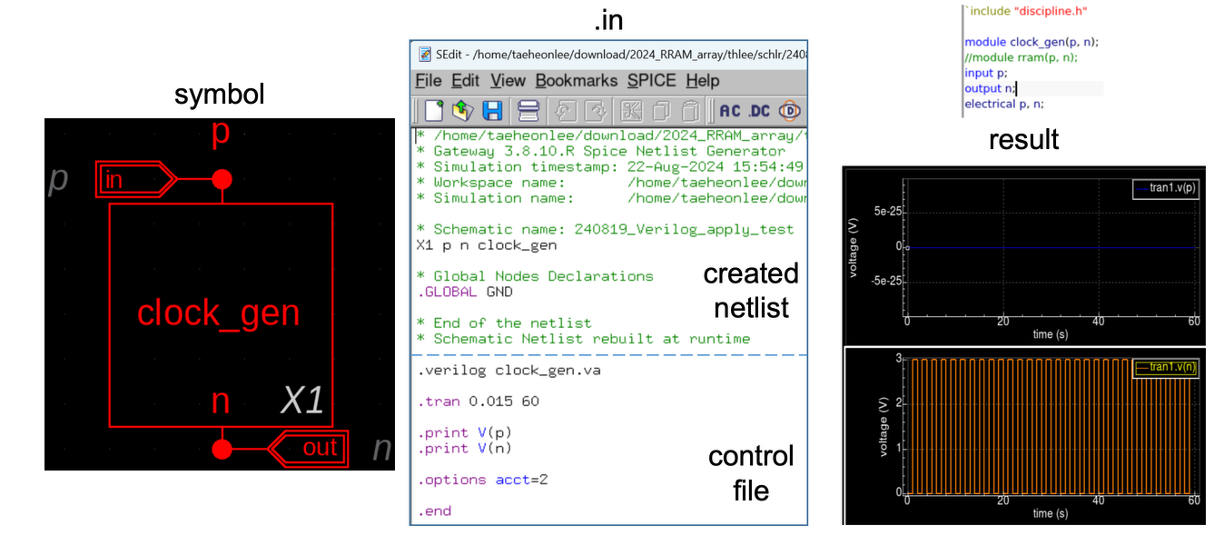 symbol
p
p
in
clock_gen
n
X1
out
n
.in
SEdit - /home/taeheonlee/download/2024_RRAM_array/thlee/schlr/240
File Edit View Bookmarks SPICE Help
AC .DC
* /home/taeheonlee/download/2024_RRAM_array/
* Gateway 3.8.10.R Spice Netlist Generator
* Simulation timestamp: 22-Aug-2024 15:54:49
* Workspace name: /home/taeheonlee/dow
* Simulation name: /home/taeheonlee/dow
* Schematic name: 240819_Verilog_apply_test
X1 p n clock_gen
* Global Nodes Declarations
.GLOBAL GND
* End of the netlist
* Schematic Netlist rebuilt at runtime
created
netlist
.verilog clock_gen.va
.tran 0.015 60
.print V(p)
.print V(n)
.options acct=2
.end
control
file
`include "discipline.h"
module clock_gen(p, n);
//module rram(p, n);
input p;
output n;
electrical p, n;
result
tran1.v(p)
5e-25
0
-5e-25
voltage (V)
0 20 40 60
time (s)
tran1.v(n)
3
2
1
0
voltage (V)
0 20 40 60
time (s)